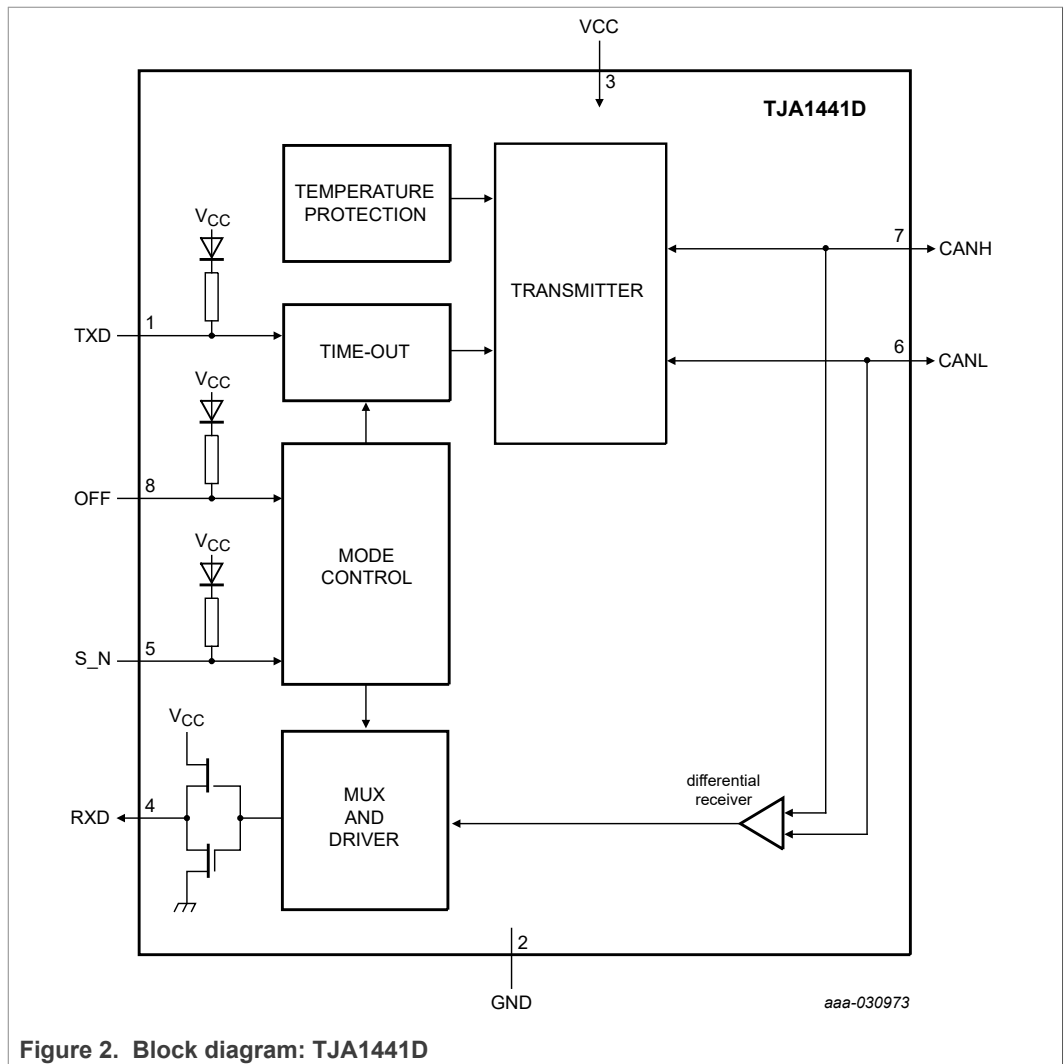 VCC
3
TJA1441D
TEMPERATURE
PROTECTION
TRANSMITTER
VCC
7
CANH
TXD
1
TIME-OUT
6
CANL
VCC
OFF
8
MODE
CONTROL
VCC
S_N
5
VCC
RXD
4
MUX
AND
DRIVER
differential
receiver
2
GND
aaa-030973
Figure 2. Block diagram: TJA1441D